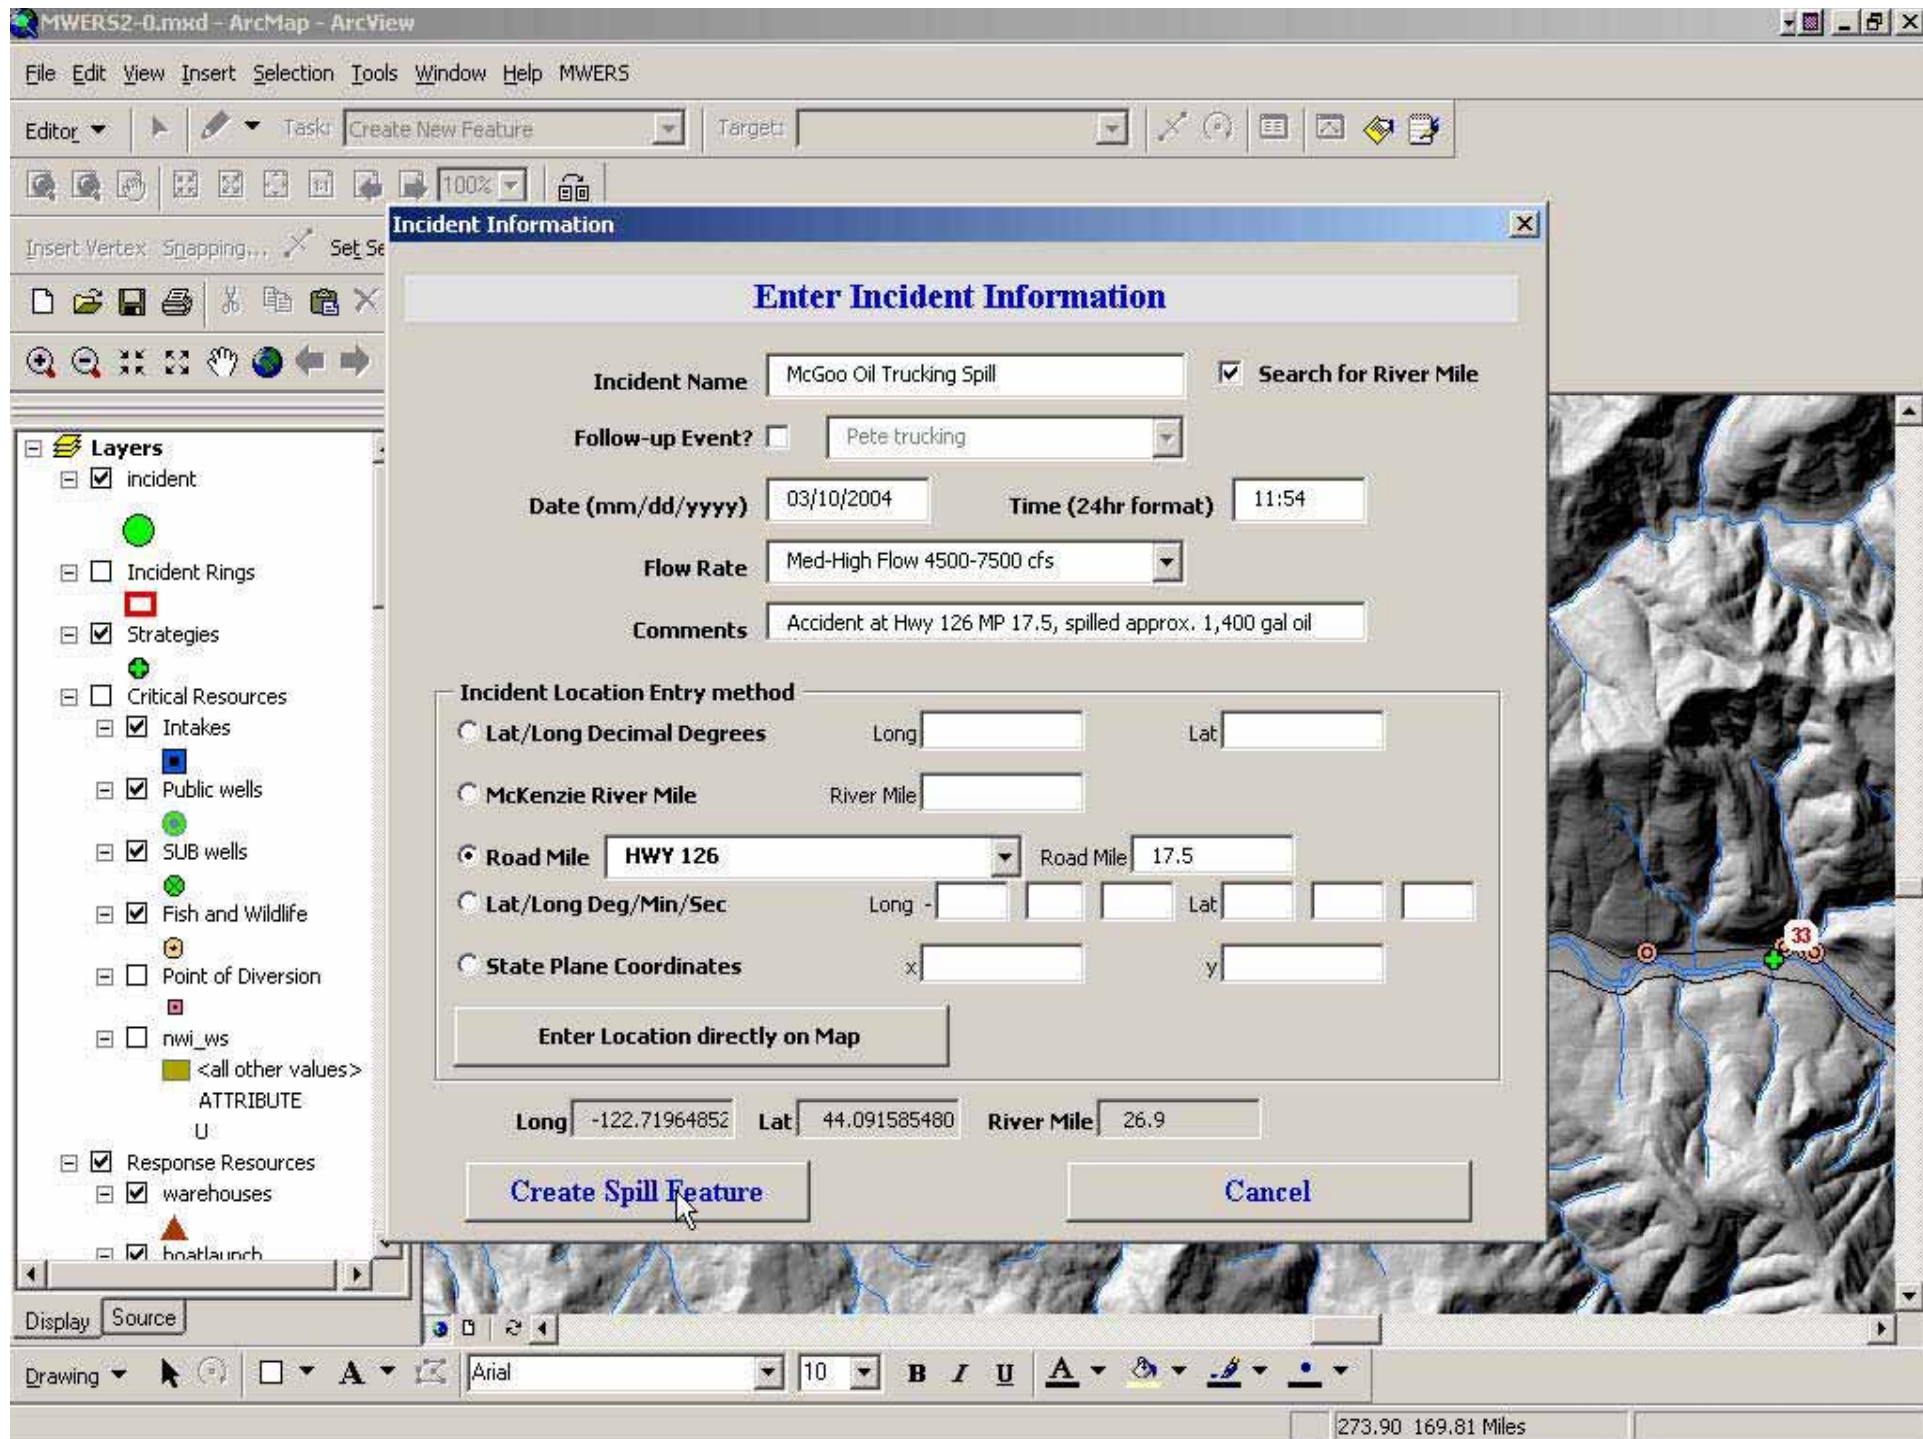 MWERS2-0.mxd - ArcMap - ArcView
File Edit View Insert Selection Tools Window Help MWERS
Editor Task: Create New Feature Target:
100%
Insert Vertex Snapping... Set Se
Incident Information
Enter Incident Information
Incident Name McGoo Oil Trucking Spill Search for River Mile
Follow-up Event? Pete trucking
Date (mm/dd/yyyy) 03/10/2004 Time (24hr format) 11:54
Flow Rate Med-High Flow 4500-7500 cfs
Comments Accident at Hwy 126 MP 17.5, spilled approx. 1,400 gal oil
Incident Location Entry method
Lat/Long Decimal Degrees Long Lat
McKenzie River Mile River Mile
Road Mile HWY 126 Road Mile 17.5
Lat/Long Deg/Min/Sec Long - Lat
State Plane Coordinates x y
Enter Location directly on Map
Long -122.71964852 Lat 44.091585480 River Mile 26.9
Create Spill Feature Cancel
Layers
incident
Incident Rings
Strategies
Critical Resources
Intakes
Public wells
SUB wells
Fish and Wildlife
Point of Diversion
nwi_ws
<all other values>
ATTRIBUTE
U
Response Resources
warehouses
boatlaunch
33
Display Source
Drawing A Arial 10 B I U A
273.90 169.81 Miles